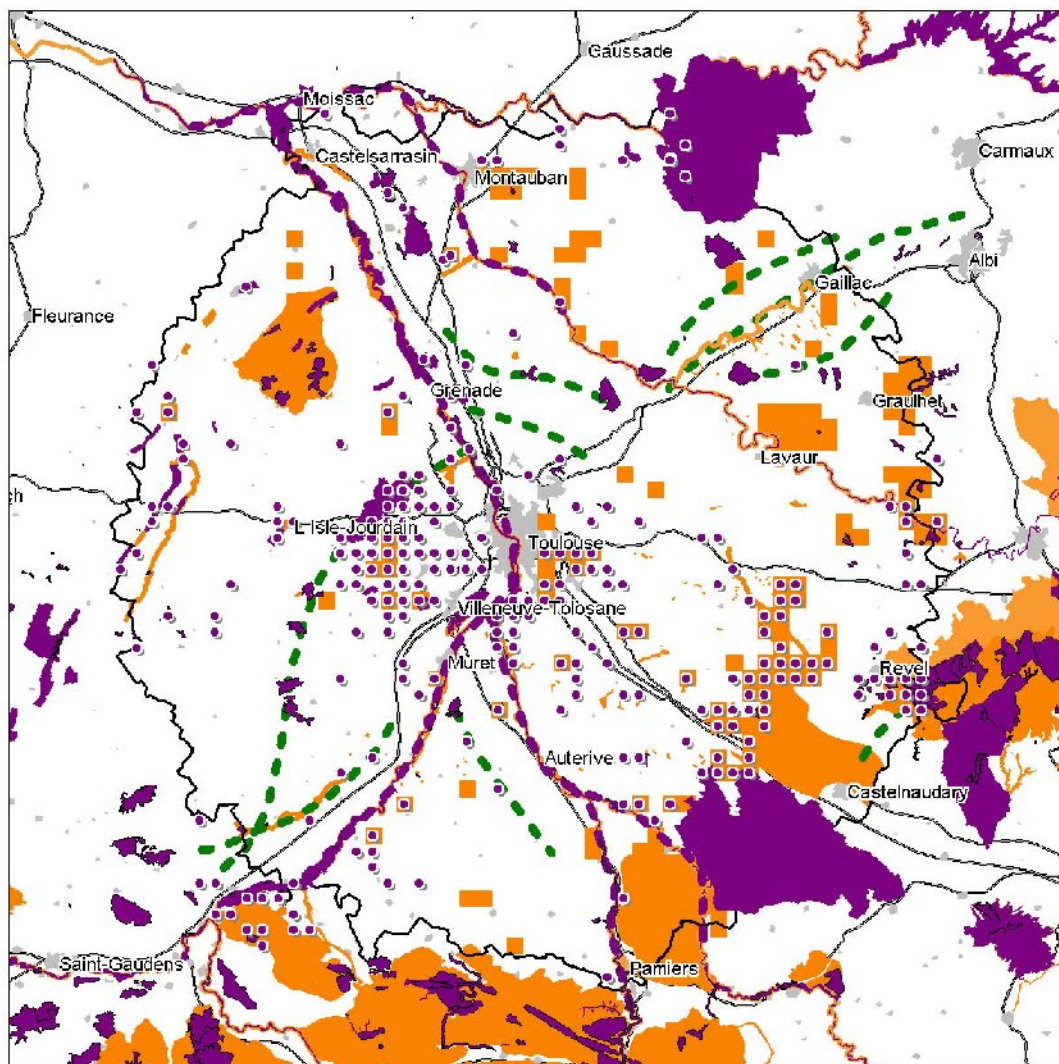 Gaussade
Moissac
Castelsarrasin
Carmaux
Montauban
Albi
Gaillac
Fleurance
Grenade
Graulhet
Lavaur
ch
L'Isle-Jourdain
Toulouse
Villeneuve-Tolosane
Muret
Revel
Auterive
Castelnaudary
Saint-Gaudens
Pamiers